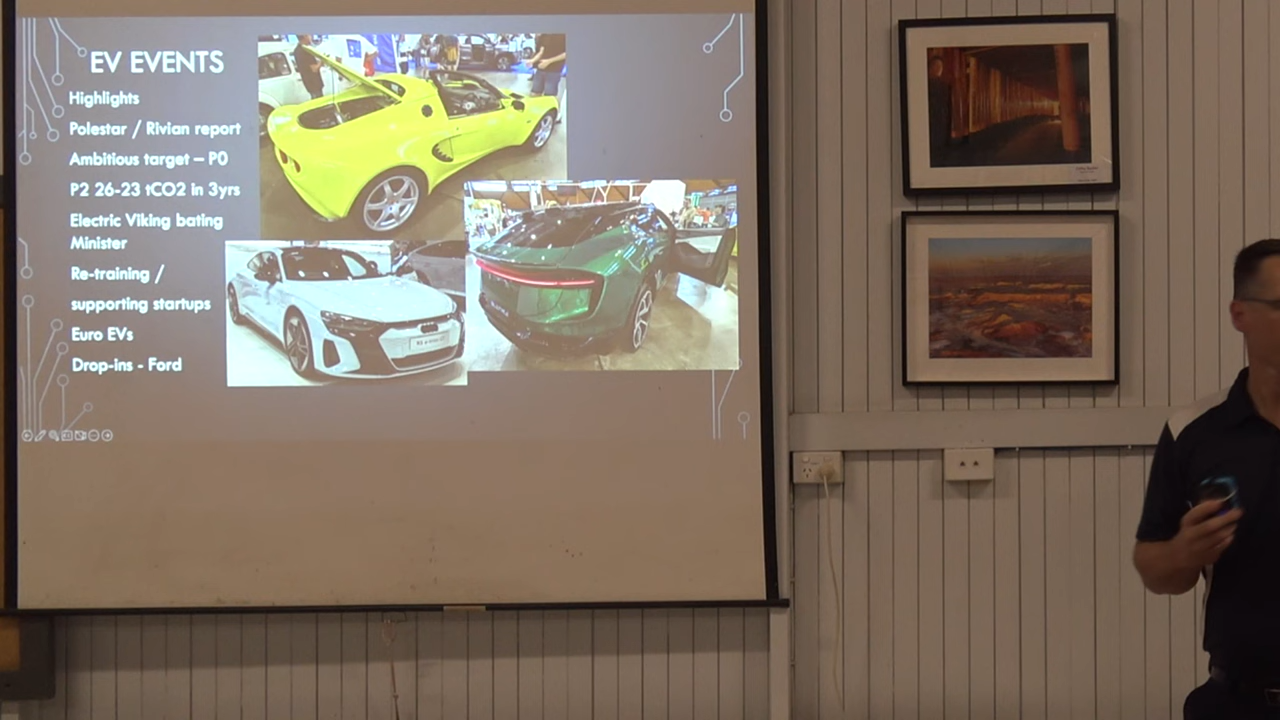 EV EVENTS
Highlights
Polestar / Rivian report
Ambitious target – P0
P2 26-23 tCO2 in 3yrs
Electric Viking bating
Minister
Re-training /
supporting startups
Euro EVs
Drop-ins - Ford